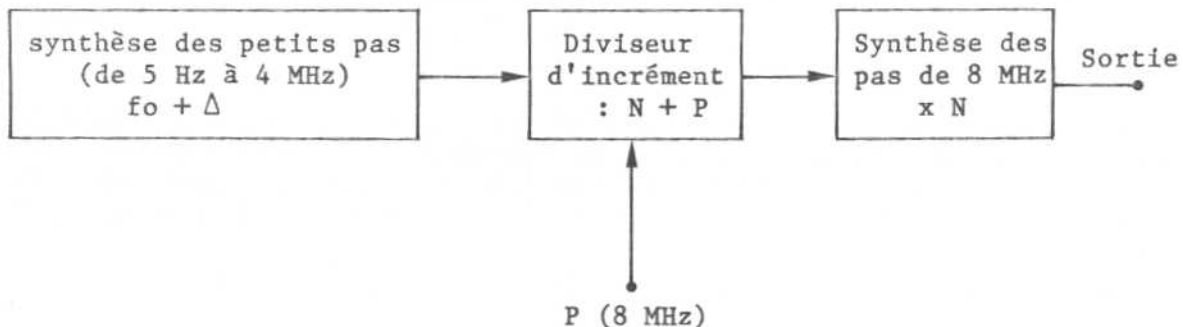 synthèse des petits pas
(de 5 Hz à 4 MHz)
fo + Δ
Diviseur
d'incrément
: N + P
Synthèse des
pas de 8 MHz
x N
Sortie
P (8 MHz)